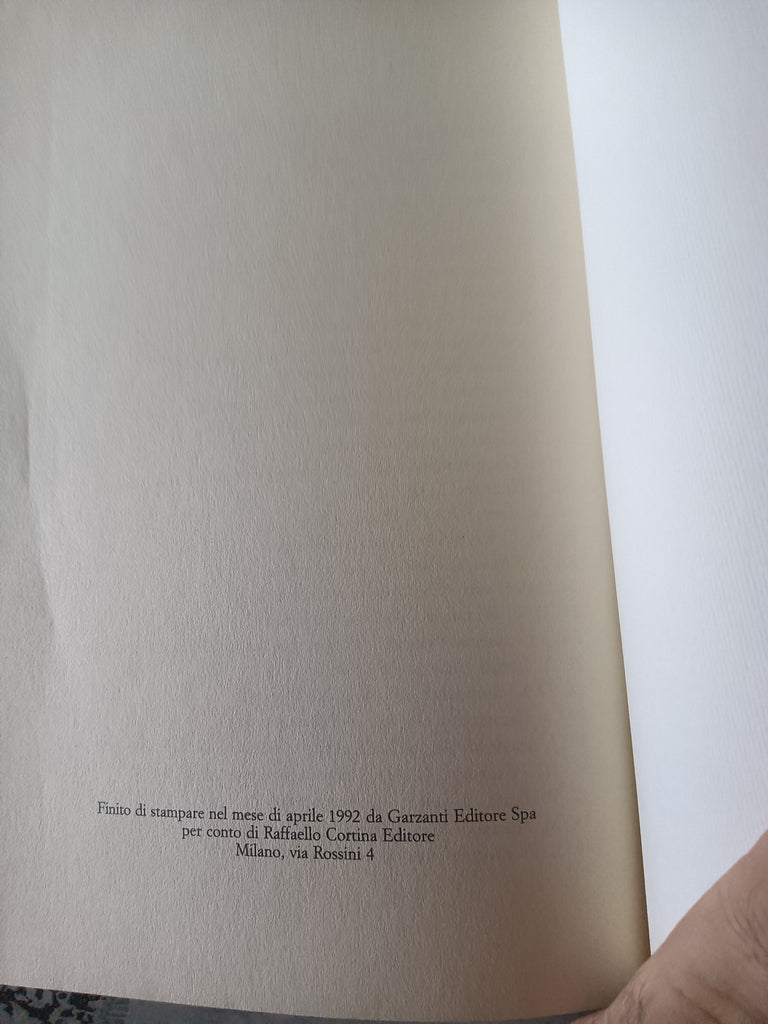 Finito di stampare nel mese di aprile 1992 da Garzanti Editore Spa
per conto di Raffaello Cortina Editore
Milano, via Rossini 4